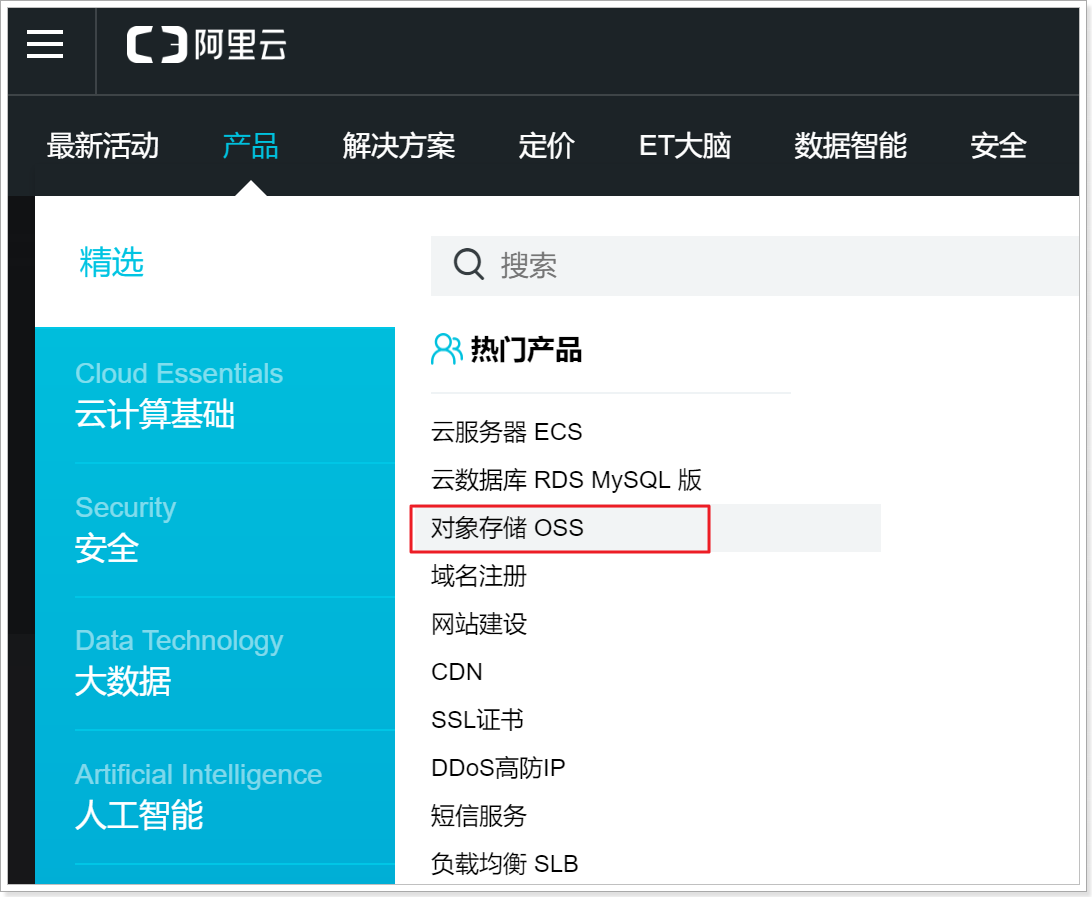 阿里云
最新活动 产品 解决方案 定价 ET大脑 数据智能 安全
精选
搜索
Cloud Essentials
云计算基础
Security
安全
Data Technology
大数据
Artificial Intelligence
人工智能
热门产品
云服务器 ECS
云数据库 RDS MySQL 版
对象存储 OSS
域名注册
网站建设
CDN
SSL证书
DDoS高防IP
短信服务
负载均衡 SLB